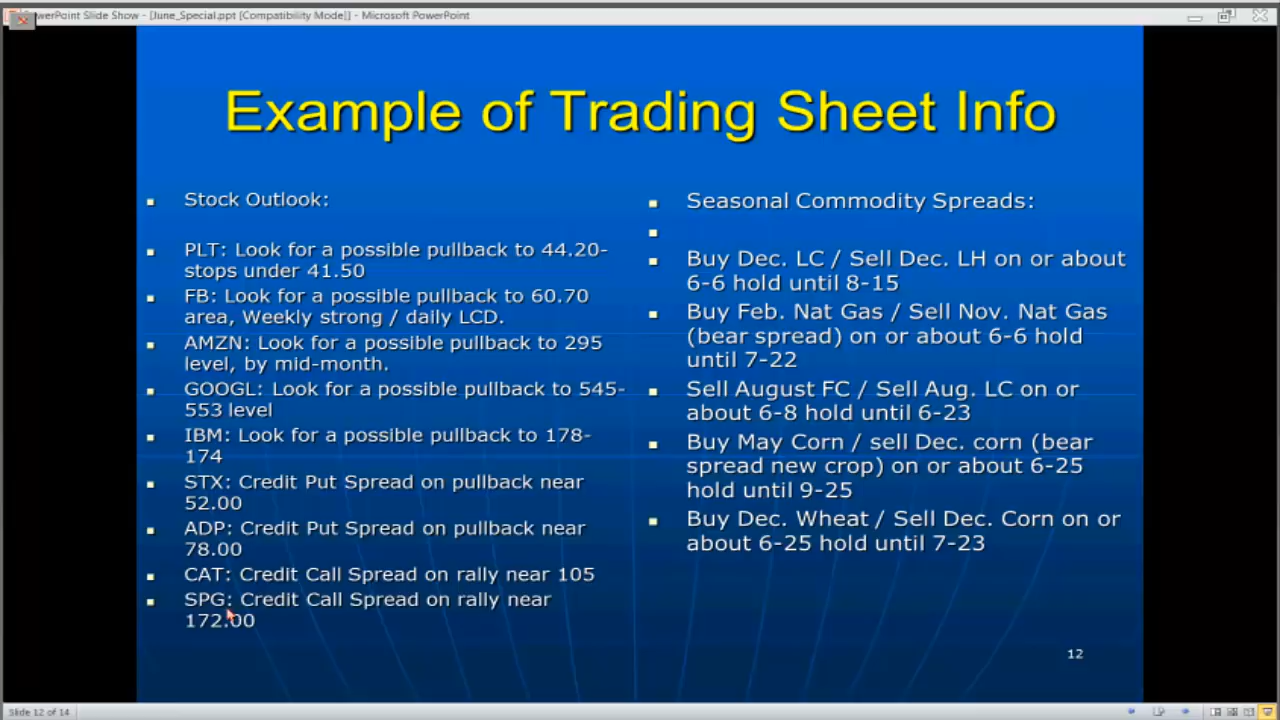 PowerPoint Slide Show - [June_Special.ppt [Compatibility Mode]] - Microsoft PowerPoint
Example of Trading Sheet Info
Stock Outlook:
PLT: Look for a possible pullback to 44.20-
stops under 41.50
FB: Look for a possible pullback to 60.70
area, Weekly strong / daily LCD.
AMZN: Look for a possible pullback to 295
level, by mid-month.
GOOGL: Look for a possible pullback to 545-
553 level
IBM: Look for a possible pullback to 178-
174
STX: Credit Put Spread on pullback near
52.00
ADP: Credit Put Spread on pullback near
78.00
CAT: Credit Call Spread on rally near 105
SPG: Credit Call Spread on rally near
172.00
Seasonal Commodity Spreads:
Buy Dec. LC / Sell Dec. LH on or about
6-6 hold until 8-15
Buy Feb. Nat Gas / Sell Nov. Nat Gas
(bear spread) on or about 6-6 hold
until 7-22
Sell August FC / Sell Aug. LC on or
about 6-8 hold until 6-23
Buy May Corn / sell Dec. corn (bear
spread new crop) on or about 6-25
hold until 9-25
Buy Dec. Wheat / Sell Dec. Corn on or
about 6-25 hold until 7-23
12
Slide 12 of 14